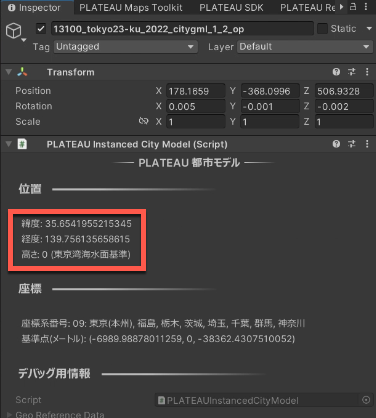 Inspector PLATEAU Maps Toolkit PLATEAU SDK PLATEAU Re
13100_tokyo23-ku_2022_citygml_1_2_op Static
Tag Untagged Layer Default
Transform
Position X 178.1659 Y -368.0996 Z 506.9328
Rotation X 0.005 Y -0.001 Z -0.002
Scale X 1 Y 1 Z 1
# PLATEAU Instanced City Model (Script)
PLATEAU 都市モデル
位置
緯度: 35.6541955215345
経度: 139.756135658615
高さ: 0 (東京湾海水面基準)
座標
座標系番号: 09: 東京(本州), 福島, 栃木, 茨城, 埼玉, 千葉, 群馬, 神奈川
基準点(メートル): (-6989.98878011259, 0, -38362.4307510052)
デバッグ用情報
Script PLATEAUInstancedCityModel
Geo Reference Data